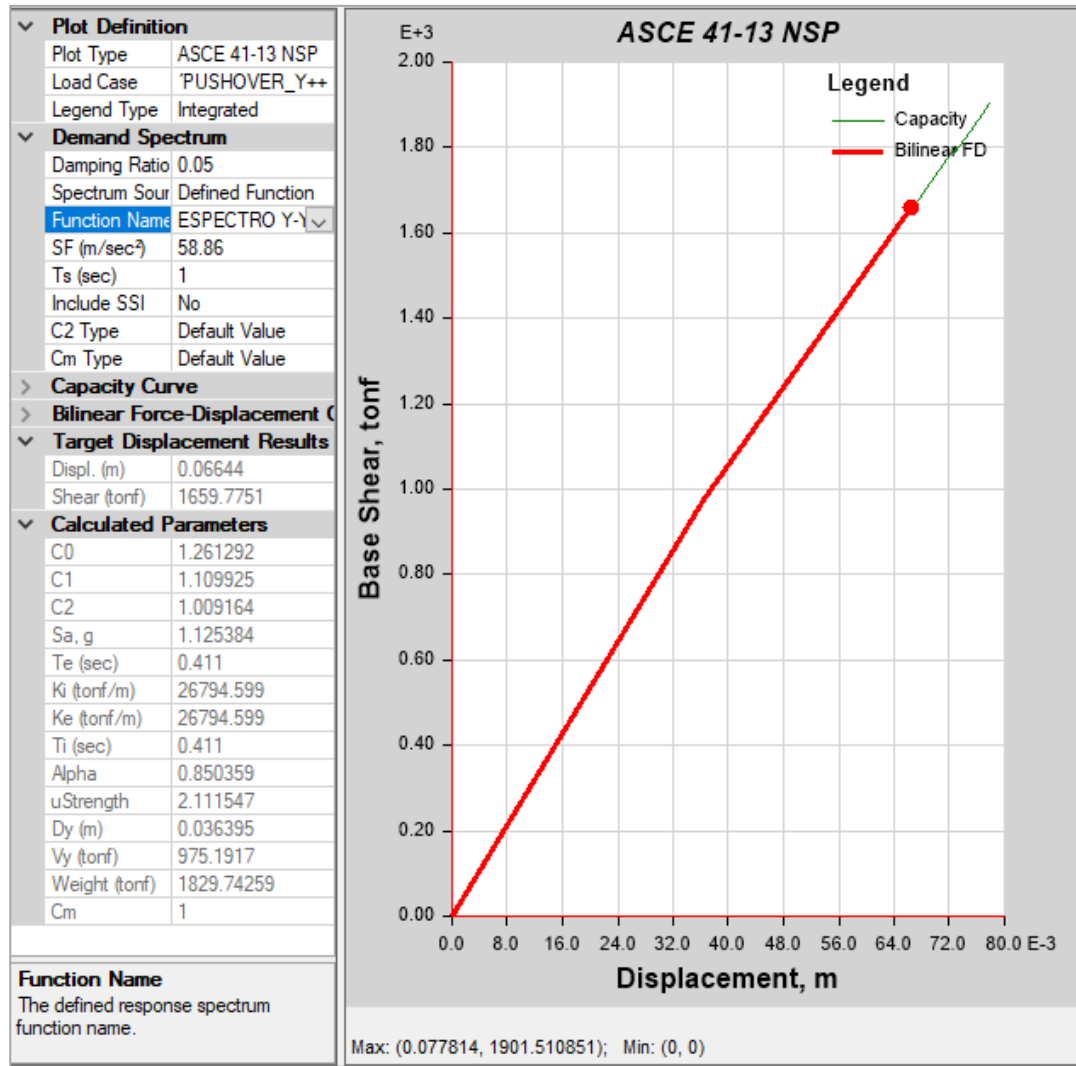 Plot Definition
Plot Type ASCE 41-13 NSP
Load Case PUSHOVER_Y++
Legend Type Integrated
Demand Spectrum
Damping Ratio 0.05
Spectrum Sour Defined Function
Function Name ESPECTRO Y-Y
SF (m/sec²) 58.86
Ts (sec) 1
Include SSI No
C2 Type Default Value
Cm Type Default Value
Capacity Curve
Bilinear Force-Displacement C
Target Displacement Results
Displ. (m) 0.06644
Shear (tonf) 1659.7751
Calculated Parameters
C0 1.261292
C1 1.109925
C2 1.009164
Sa, g 1.125384
Te (sec) 0.411
Ki (tonf/m) 26794.599
Ke (tonf/m) 26794.599
Ti (sec) 0.411
Alpha 0.850359
uStrength 2.111547
Dy (m) 0.036395
Vy (tonf) 975.1917
Weight (tonf) 1829.74259
Cm 1
Function Name
The defined response spectrum
function name.
ASCE 41-13 NSP
E+3
2.00
1.80
1.60
1.40
1.20
1.00
0.80
0.60
0.40
0.20
0.00
Base Shear, tonf
Legend
Capacity
Bilinear FD
0.0 8.0 16.0 24.0 32.0 40.0 48.0 56.0 64.0 72.0 80.0 E-3
Displacement, m
Max: (0.077814, 1901.510851); Min: (0, 0)